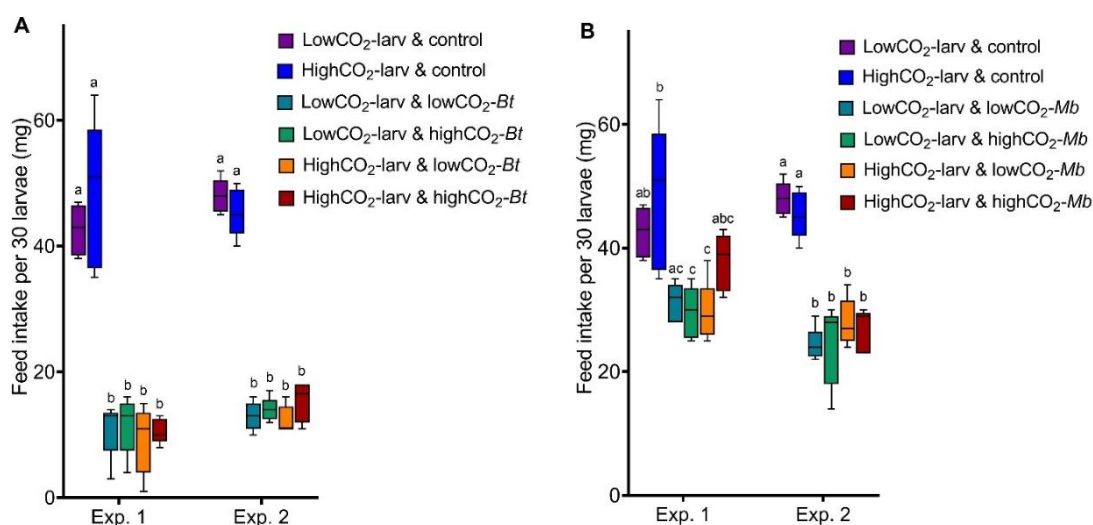 A
Feed intake per 30 larvae (mg)
60
40
20
0
LowCO₂-larv & control
HighCO₂-larv & control
LowCO₂-larv & lowCO₂-Bt
LowCO₂-larv & highCO₂-Bt
HighCO₂-larv & lowCO₂-Bt
HighCO₂-larv & highCO₂-Bt
a
a
b
b
b
b
a
a
b
b
b
b
Exp. 1
Exp. 2
B
Feed intake per 30 larvae (mg)
60
40
20
0
LowCO₂-larv & control
HighCO₂-larv & control
LowCO₂-larv & lowCO₂-Mb
LowCO₂-larv & highCO₂-Mb
HighCO₂-larv & lowCO₂-Mb
HighCO₂-larv & highCO₂-Mb
ab
b
ac
c
c
abc
a
a
b
b
b
b
Exp. 1
Exp. 2